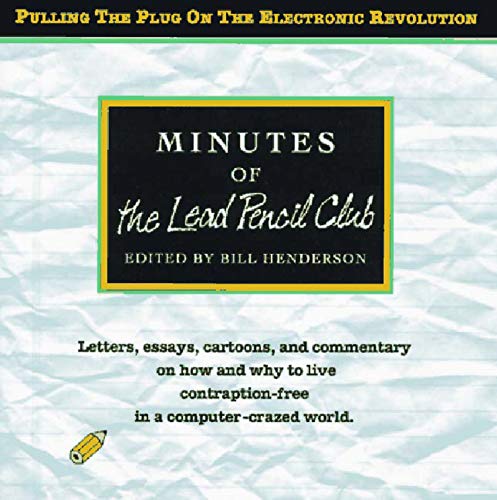 PULLING THE PLUG ON THE ELECTRONIC REVOLUTION
MINUTES
OF
the Lead Pencil Club
EDITED BY BILL HENDERSON
Letters, essays, cartoons, and commentary
on how and why to live
contraption-free
in a computer-crazed world.